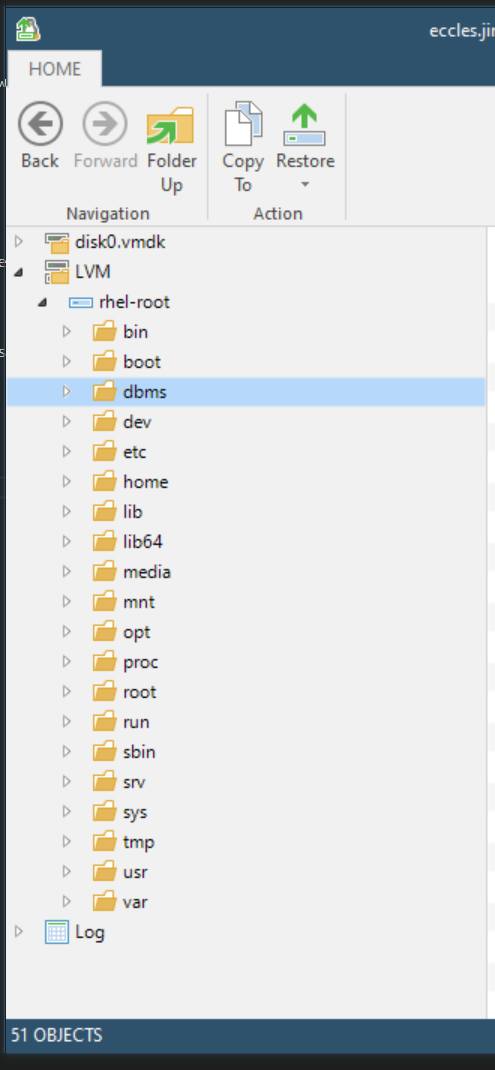 eccles.jin
HOME
Back Forward Folder Up Copy To Restore
Navigation Action
disk0.vmdk
LVM
rhel-root
bin
boot
dbms
dev
etc
home
lib
lib64
media
mnt
opt
proc
root
run
sbin
srv
sys
tmp
usr
var
Log
51 OBJECTS